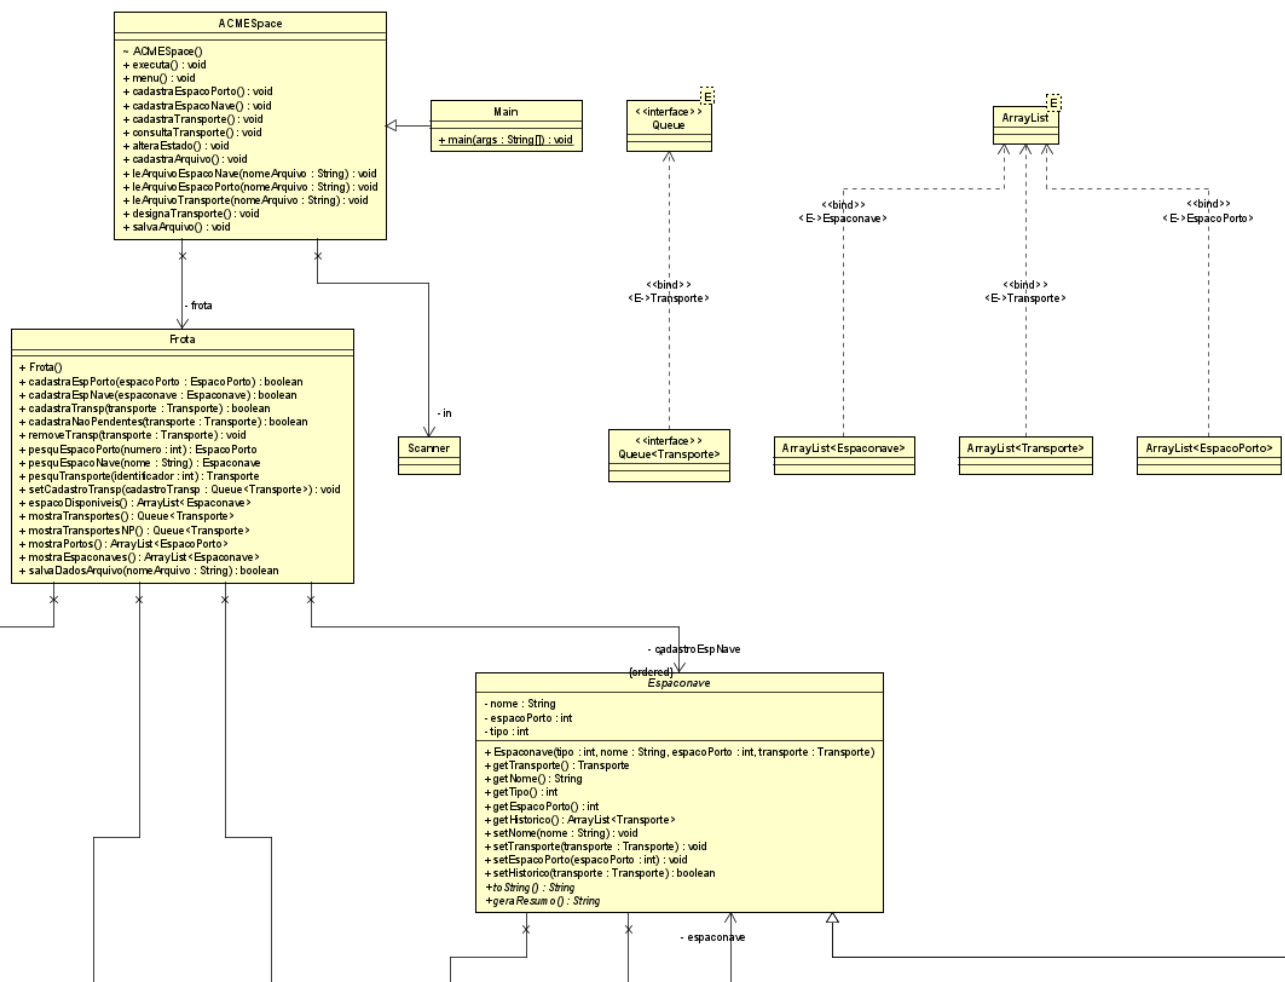 ACMESpace
~ ACMESpace()
+ executa() : void
+ menu() : void
+ cadastraEspacoPorto() : void
+ cadastraEspacoNave() : void
+ cadastraTransporte() : void
+ consultaTransporte() : void
+ alteraEstado() : void
+ cadastraArquivo() : void
+ leArquivoEspacoNave(nomeArquivo : String) : void
+ leArquivoEspacoPorto(nomeArquivo : String) : void
+ leArquivoTransporte(nomeArquivo : String) : void
+ designaTransporte() : void
+ salvaArquivo() : void
Main
+ main(args : String[]) : void
E
<<interface>>
Queue
E
ArrayList
<<bind>>
<E->Espaconave>
<<bind>>
<E->EspacoPorto>
<<bind>>
<E->Transporte>
<<bind>>
<E->Transporte>
- frota
- in
Frota
+ Frota()
+ cadastraEspPorto(espacoPorto : EspacoPorto) : boolean
+ cadastraEspNave(espaconave : Espaconave) : boolean
+ cadastraTransp(transporte : Transporte) : boolean
+ cadastraNaoPendentes(transporte : Transporte) : boolean
+ removeTransp(transporte : Transporte) : void
+ pesquEspacoPorto(numero : int) : EspacoPorto
+ pesquEspacoNave(nome : String) : Espaconave
+ pesquTransporte(identificador : int) : Transporte
+ setCadastroTransp(cadastroTransp : Queue<Transporte>) : void
+ espacoDisponiveis() : ArrayList<Espaconave>
+ mostraTransportes() : Queue<Transporte>
+ mostraTransportesNP() : Queue<Transporte>
+ mostraPortos() : ArrayList<EspacoPorto>
+ mostraEspaconaves() : ArrayList<Espaconave>
+ salvaDadosArquivo(nomeArquivo : String) : boolean
Scanner
<<interface>>
Queue<Transporte>
ArrayList<Espaconave>
ArrayList<Transporte>
ArrayList<EspacoPorto>
- cadastroEspNave
*
{ordered}
Espaconave
- nome : String
- espacoPorto : int
- tipo : int
+ Espaconave(tipo : int, nome : String, espacoPorto : int, transporte : Transporte)
+ getTransporte() : Transporte
+ getNome() : String
+ getTipo() : int
+ getEspacoPorto() : int
+ getHistorico() : ArrayList<Transporte>
+ setNome(nome : String) : void
+ setTransporte(transporte : Transporte) : void
+ setEspacoPorto(espacoPorto : int) : void
+ setHistorico(transporte : Transporte) : boolean
+ toString() : String
+ geraResumo() : String
- espaconave